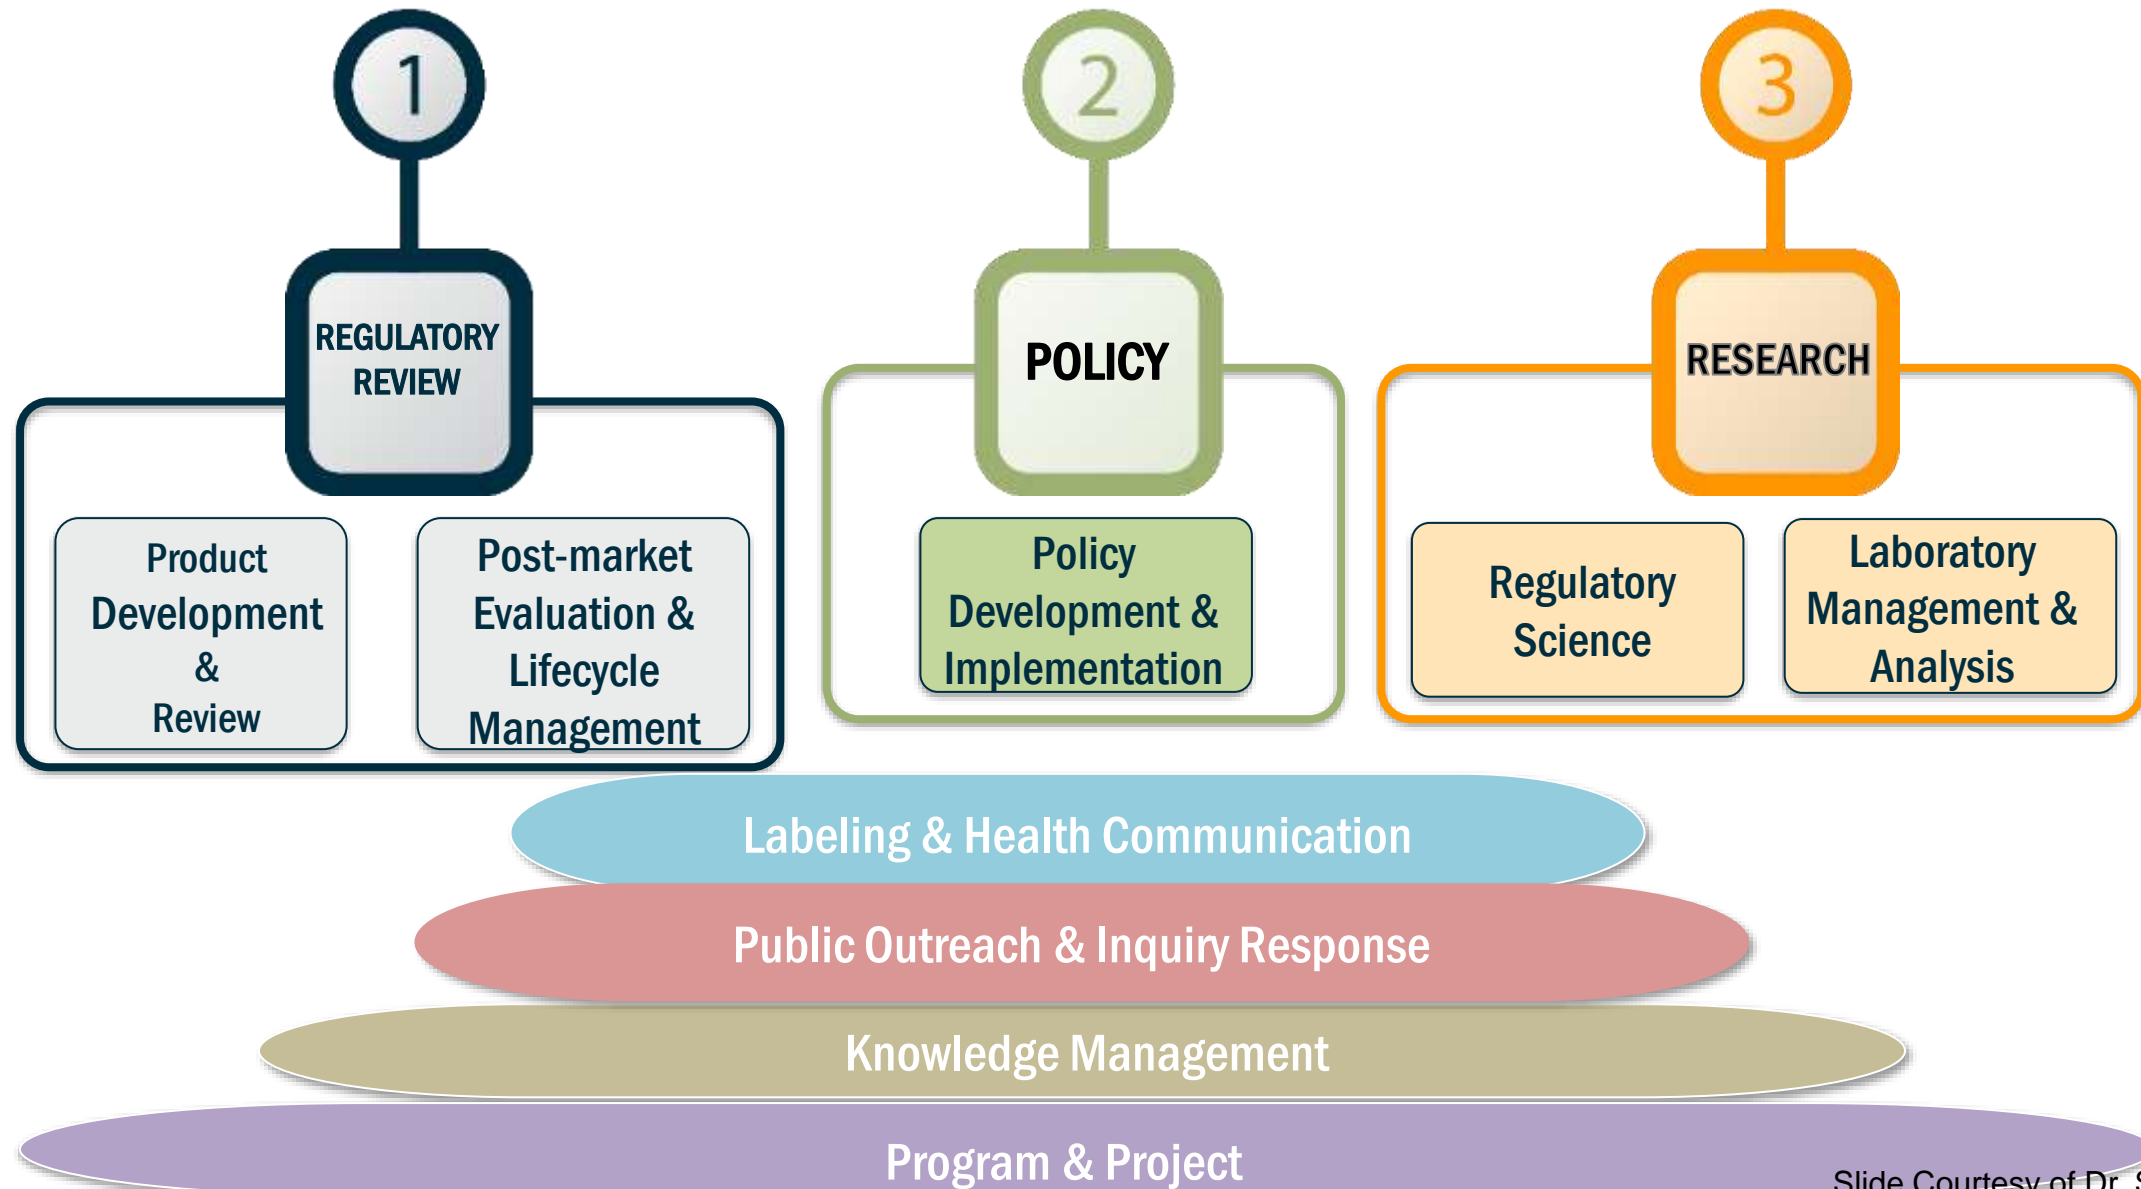 1
REGULATORY
REVIEW
Product
Development
&
Review
Post-market
Evaluation &
Lifecycle
Management
2
POLICY
Policy
Development &
Implementation
3
RESEARCH
Regulatory
Science
Laboratory
Management &
Analysis
Labeling & Health Communication
Public Outreach & Inquiry Response
Knowledge Management
Program & Project
Slide Courtesy of Dr. S